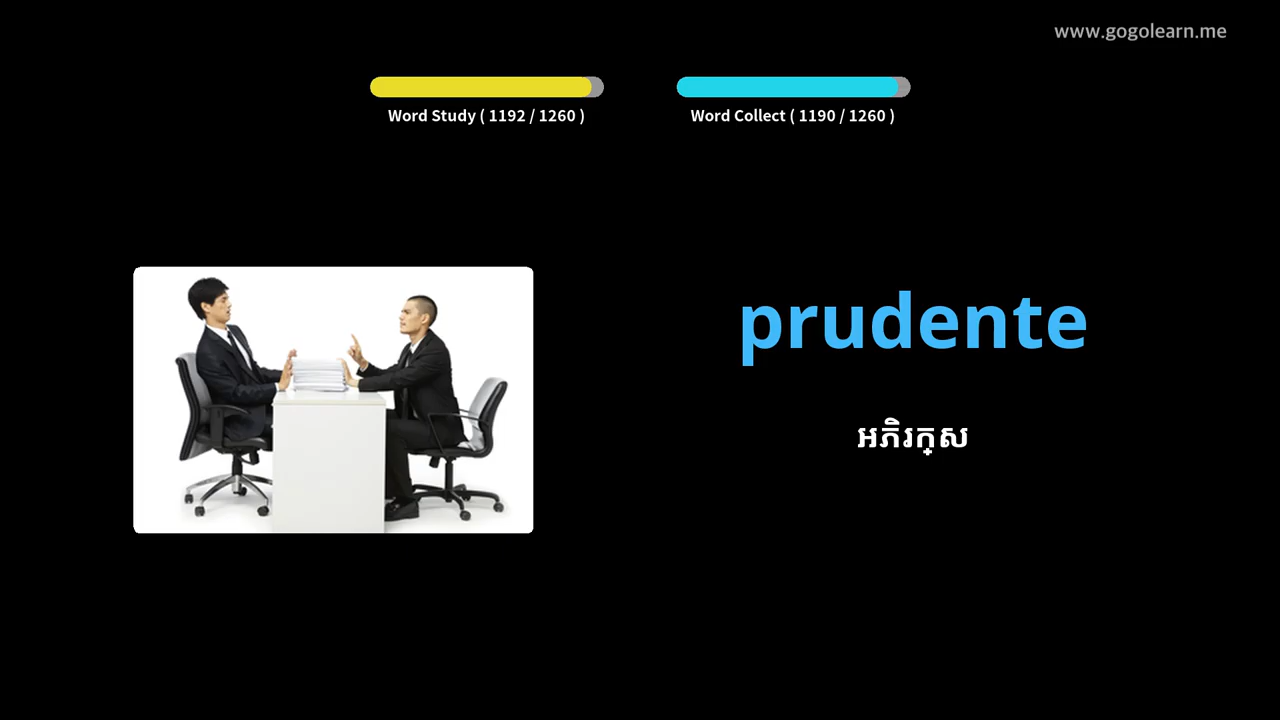 www.gogolearn.me
Word Study ( 1192 / 1260 )
Word Collect ( 1190 / 1260 )
prudente
អភិរក្ស